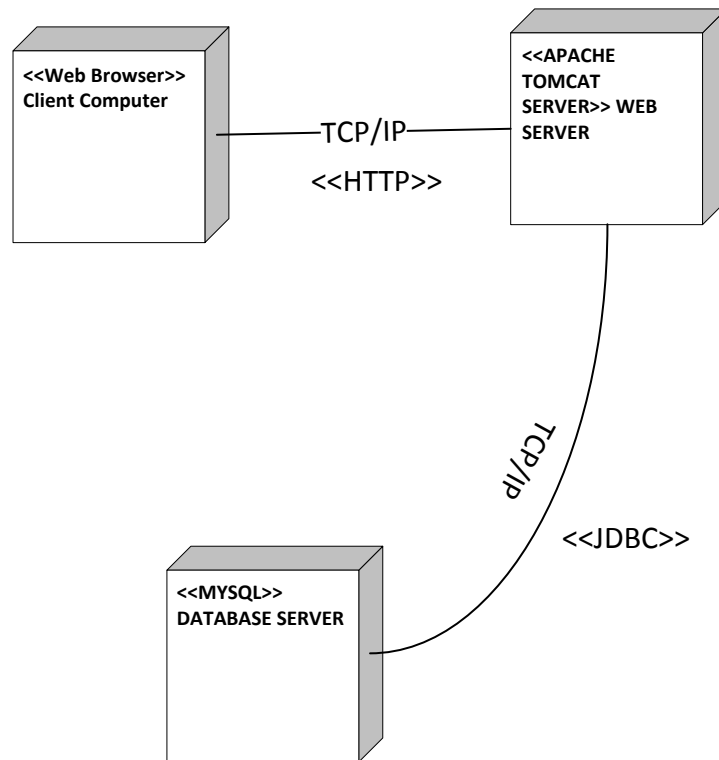 <<Web Browser>>
Client Computer
<<APACHE
TOMCAT
SERVER>> WEB
SERVER
TCP/IP
<<HTTP>>
TCP/IP
<<JDBC>>
<<MYSQL>>
DATABASE SERVER